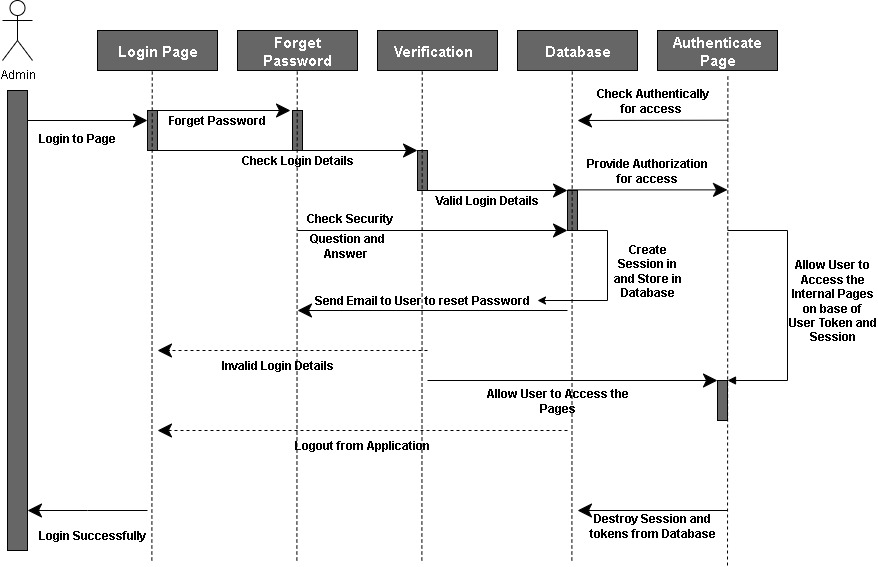 Admin
Login Page
Forget
Password
Verification
Database
Authenticate
Page
Check Authentically
for access
Forget Password
Login to Page
Check Login Details
Provide Authorization
for access
Valid Login Details
Check Security
Question and
Answer
Create
Session in
and Store in
Database
Allow User to
Access the
Internal Pages
on base of
User Token and
Session
Send Email to User to reset Password
Invalid Login Details
Allow User to Access the
Pages
Logout from Application
Login Successfully
Destroy Session and
tokens from Database